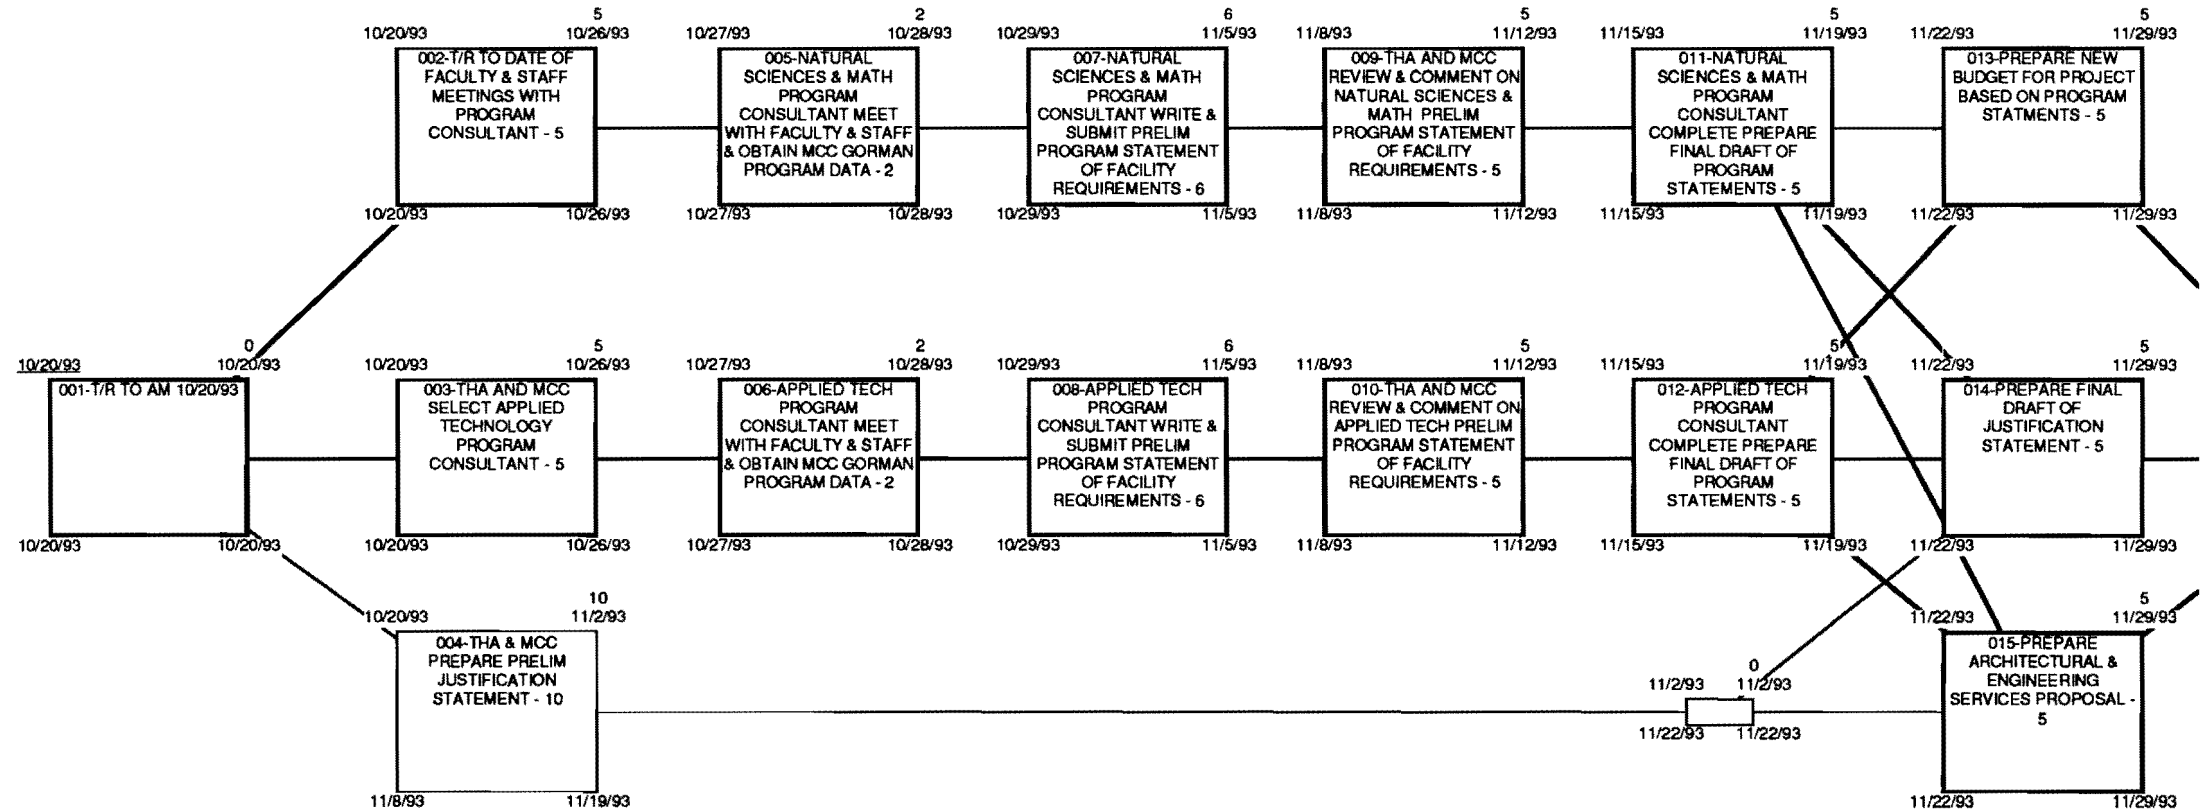 5
10/20/93 10/26/93
002-T/R TO DATE OF
FACULTY & STAFF
MEETINGS WITH
PROGRAM
CONSULTANT - 5
10/20/93 10/26/93
2
10/27/93 10/28/93
005-NATURAL
SCIENCES & MATH
PROGRAM
CONSULTANT MEET
WITH FACULTY & STAFF
& OBTAIN MCC GORMAN
PROGRAM DATA - 2
10/27/93 10/28/93
6
10/29/93 11/5/93
007-NATURAL
SCIENCES & MATH
PROGRAM
CONSULTANT WRITE &
SUBMIT PRELIM
PROGRAM STATEMENT
OF FACILITY
REQUIREMENTS - 6
10/29/93 11/5/93
5
11/8/93 11/12/93
009-THA AND MCC
REVIEW & COMMENT ON
NATURAL SCIENCES &
MATH PRELIM
PROGRAM STATEMENT
OF FACILITY
REQUIREMENTS - 5
11/8/93 11/12/93
5
11/15/93 11/19/93
011-NATURAL
SCIENCES & MATH
PROGRAM
CONSULTANT
COMPLETE PREPARE
FINAL DRAFT OF
PROGRAM
STATEMENTS - 5
11/15/93 11/19/93
5
11/22/93 11/29/93
013-PREPARE NEW
BUDGET FOR PROJECT
BASED ON PROGRAM
STATMENTS - 5
11/22/93 11/29/93
0
10/20/93 10/20/93
001-T/R TO AM 10/20/93
10/20/93 10/20/93
5
10/20/93 10/26/93
003-THA AND MCC
SELECT APPLIED
TECHNOLOGY
PROGRAM
CONSULTANT - 5
10/20/93 10/26/93
2
10/27/93 10/28/93
006-APPLIED TECH
PROGRAM
CONSULTANT MEET
WITH FACULTY & STAFF
& OBTAIN MCC GORMAN
PROGRAM DATA - 2
10/27/93 10/28/93
6
10/29/93 11/5/93
008-APPLIED TECH
PROGRAM
CONSULTANT WRITE &
SUBMIT PRELIM
PROGRAM STATEMENT
OF FACILITY
REQUIREMENTS - 6
10/29/93 11/5/93
5
11/8/93 11/12/93
010-THA AND MCC
REVIEW & COMMENT ON
APPLIED TECH PRELIM
PROGRAM STATEMENT
OF FACILITY
REQUIREMENTS - 5
11/8/93 11/12/93
5
11/15/93 11/19/93
012-APPLIED TECH
PROGRAM
CONSULTANT
COMPLETE PREPARE
FINAL DRAFT OF
PROGRAM
STATEMENTS - 5
11/15/93 11/19/93
5
11/22/93 11/29/93
014-PREPARE FINAL
DRAFT OF
JUSTIFICATION
STATEMENT - 5
11/22/93 11/29/93
10
10/20/93 11/2/93
004-THA & MCC
PREPARE PRELIM
JUSTIFICATION
STATEMENT - 10
11/8/93 11/19/93
0
11/2/93 11/2/93
11/22/93 11/22/93
5
11/22/93 11/29/93
015-PREPARE
ARCHITECTURAL &
ENGINEERING
SERVICES PROPOSAL -
5
11/22/93 11/29/93